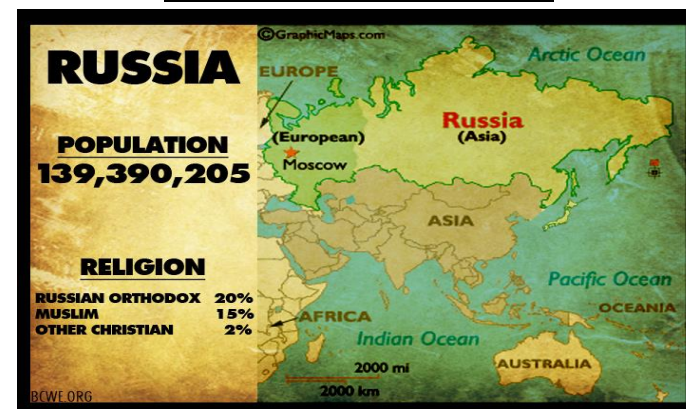 RUSSIA
POPULATION
139,390,205
RELIGION
RUSSIAN ORTHODOX 20%
MUSLIM 15%
OTHER CHRISTIAN 2%
BCWE.ORG
©GraphicMaps.com
Arctic Ocean
EUROPE
Russia
(Asia)
(European)
Moscow
ASIA
Pacific Ocean
OCEANIA
AFRICA
Indian Ocean
AUSTRALIA
2000 mi
2000 km